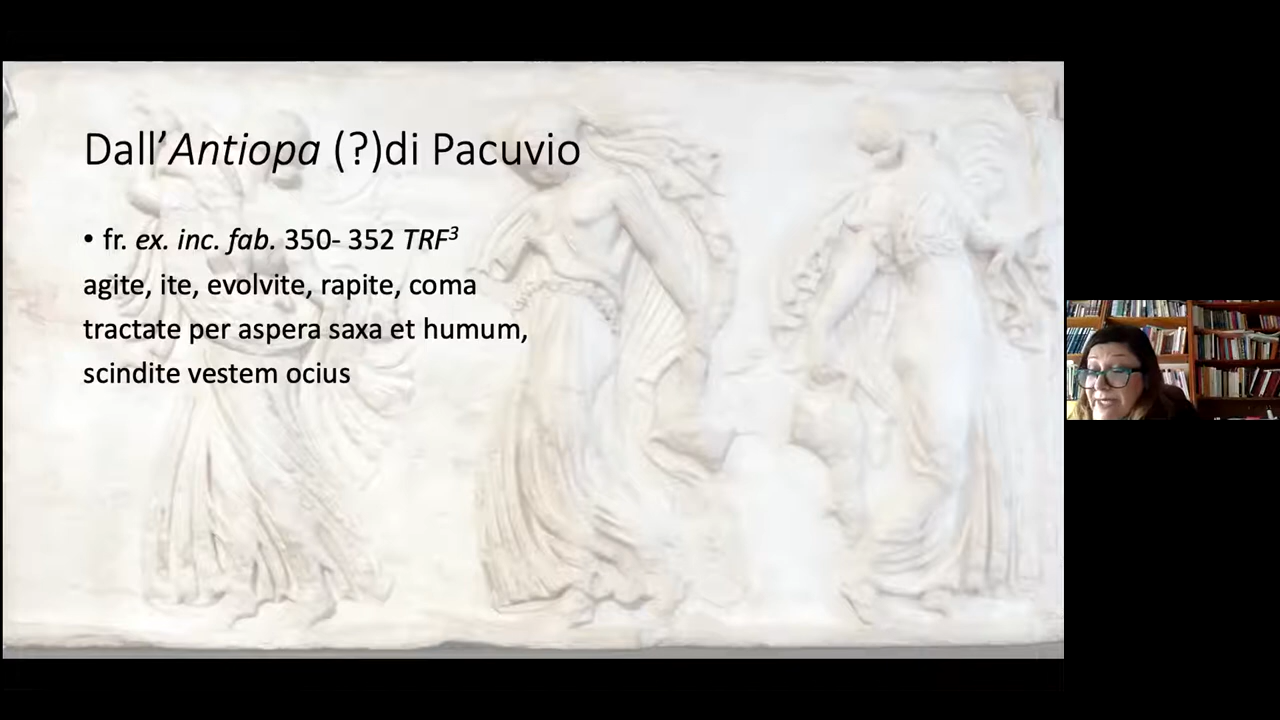 Dall’Antiopa (?)di Pacuvio
• fr. ex. inc. fab. 350- 352 TRF³
agite, ite, evolvite, rapite, coma
tractate per aspera saxa et humum,
scindite vestem ocius